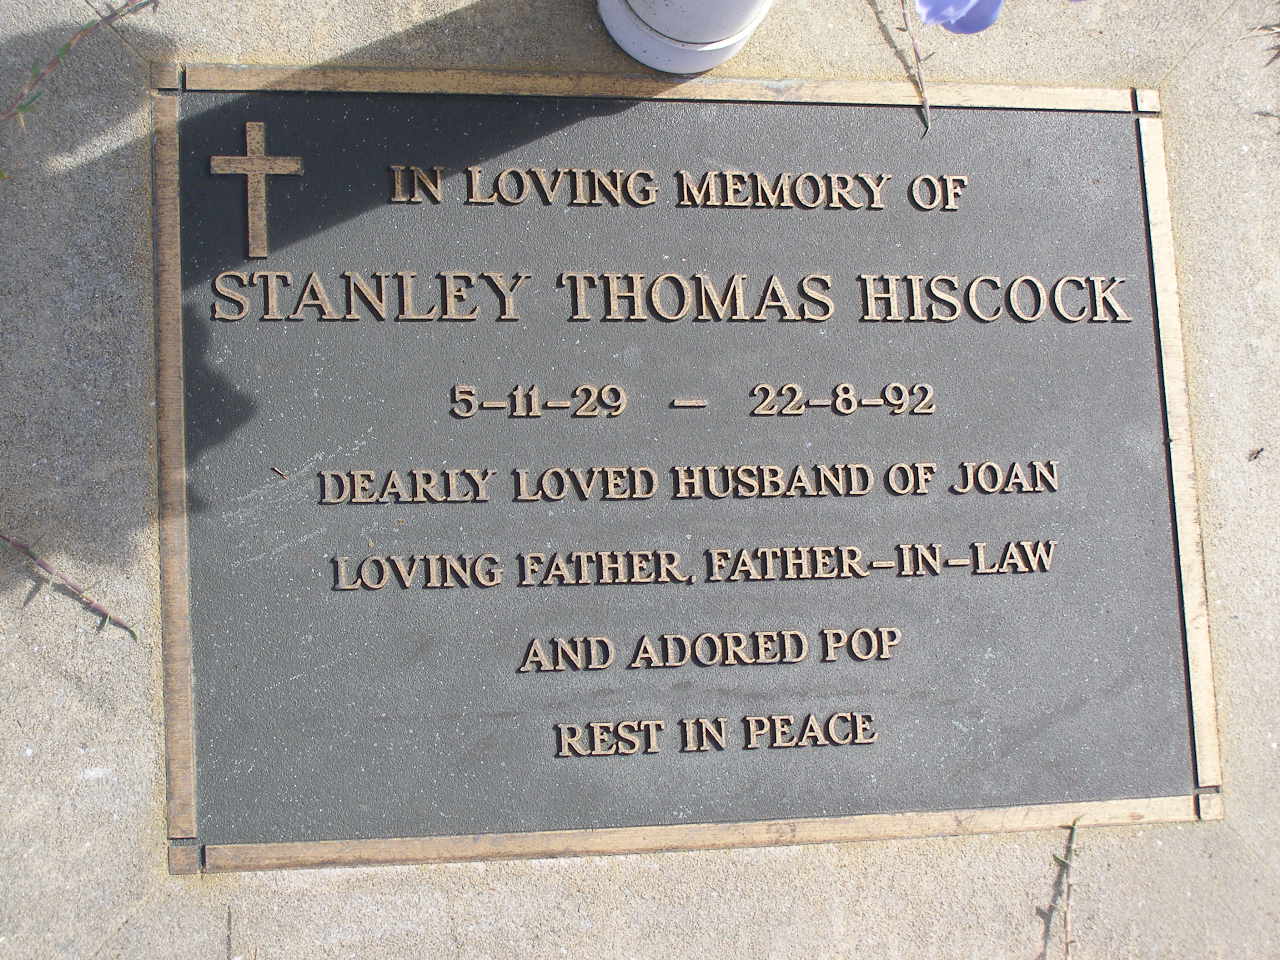 IN LOVING MEMORY OF
STANLEY THOMAS HISCOCK
5-11-29 - 22-8-92
DEARLY LOVED HUSBAND OF JOAN
LOVING FATHER, FATHER-IN-LAW
AND ADORED POP
REST IN PEACE